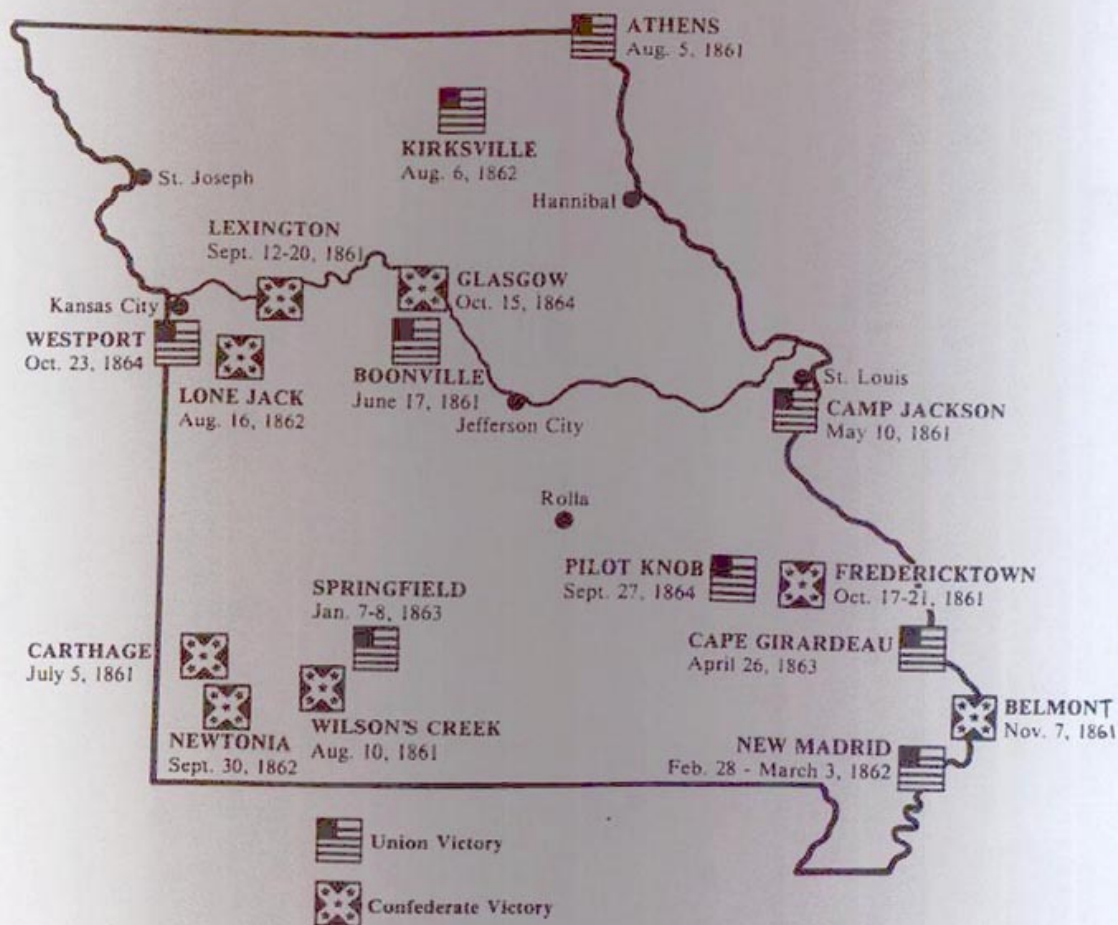 ATHENS
Aug. 5, 1861
KIRKSVILLE
Aug. 6, 1862
St. Joseph
Hannibal
LEXINGTON
Sept. 12-20, 1861
GLASGOW
Oct. 15, 1864
Kansas City
WESTPORT
Oct. 23, 1864
LONE JACK
Aug. 16, 1862
BOONVILLE
June 17, 1861
Jefferson City
St. Louis
CAMP JACKSON
May 10, 1861
Rolla
PILOT KNOB
Sept. 27, 1864
FREDERICKTOWN
Oct. 17-21, 1861
SPRINGFIELD
Jan. 7-8, 1863
CARTHAGE
July 5, 1861
CAPE GIRARDEAU
April 26, 1863
NEWTONIA
Sept. 30, 1862
WILSON'S CREEK
Aug. 10, 1861
BELMONT
Nov. 7, 1861
NEW MADRID
Feb. 28 - March 3, 1862
Union Victory
Confederate Victory